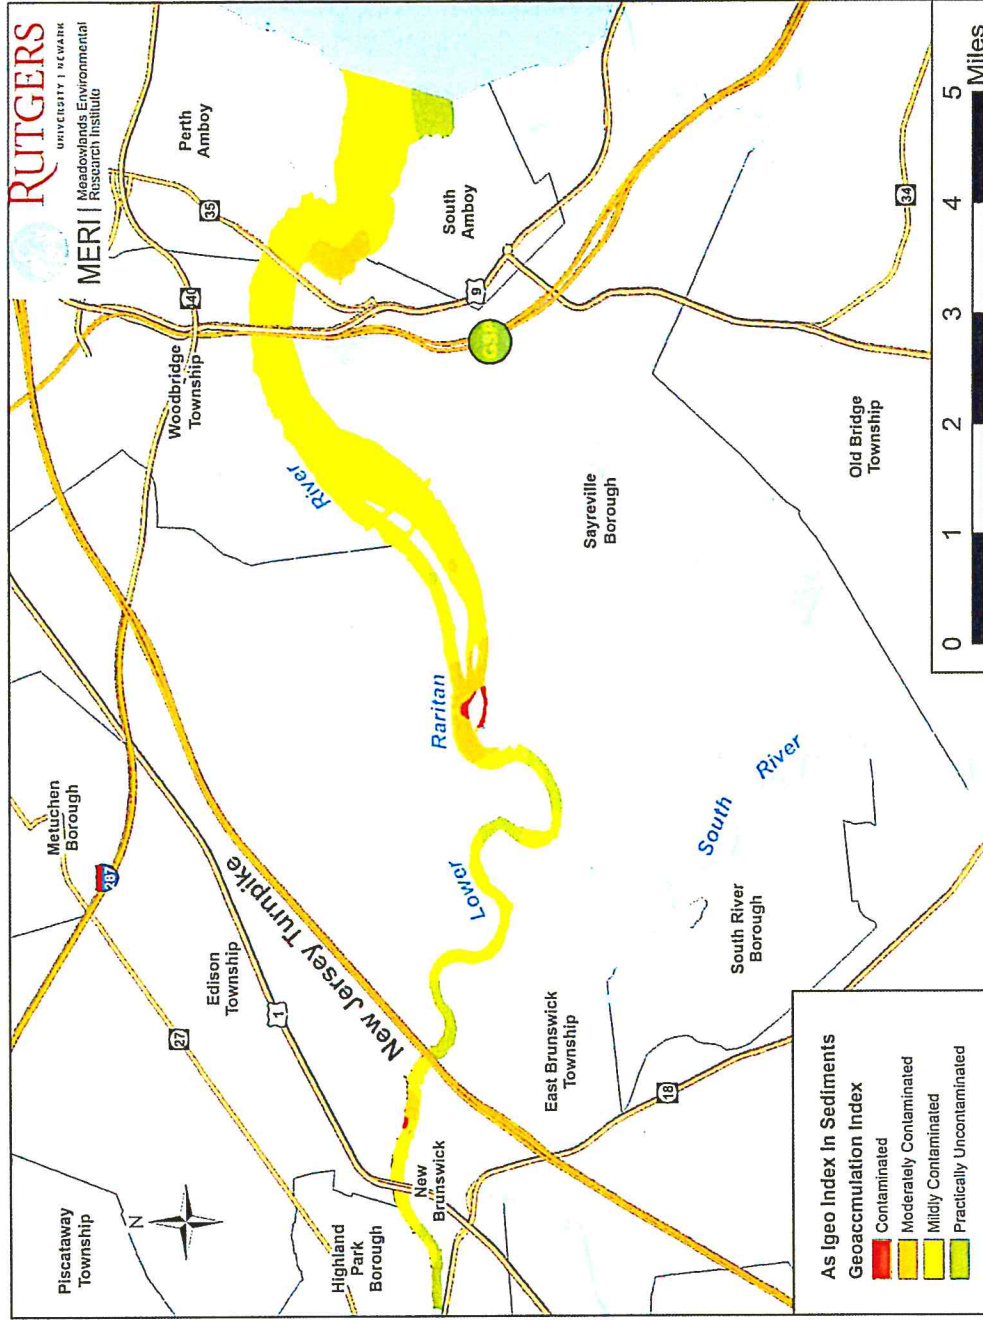 RUTGERS
UNIVERSITY | NEWARK
MERI | Meadowlands Environmental
Research Institute
Piscataway
Township
N
Highland
Park
Borough
New
Brunswick
27
1
Edison
Township
287
Metuchen
Borough
New Jersey Turnpike
Woodbridge
Township
440
35
Perth
Amboy
South
Amboy
9
Lower
Raritan
River
Sayreville
Borough
East Brunswick
Township
18
South River
Borough
South
River
Old Bridge
Township
34
As Igeo Index In Sediments
Geoaccumulation Index
Contaminated
Moderately Contaminated
Mildly Contaminated
Practically Uncontaminated
0 1 2 3 4 5
Miles